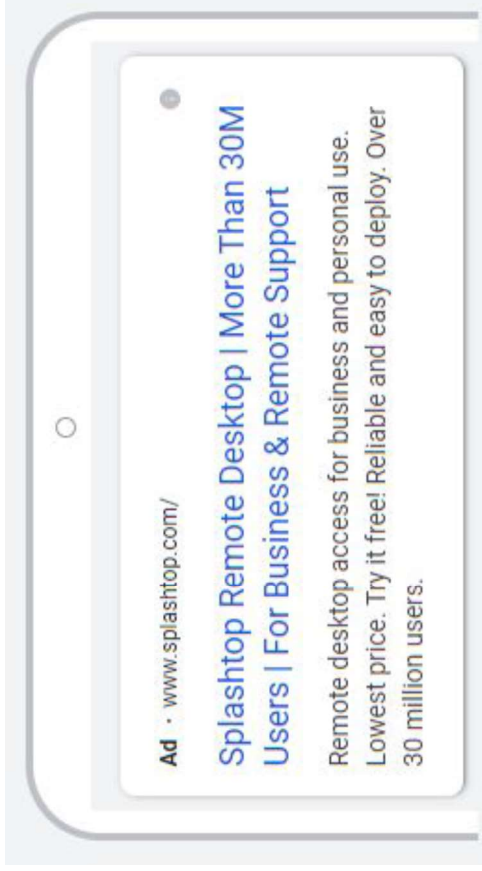 Ad · www.splashtop.com/
Splashtop Remote Desktop | More Than 30M
Users | For Business & Remote Support
Remote desktop access for business and personal use.
Lowest price. Try it free! Reliable and easy to deploy. Over
30 million users.